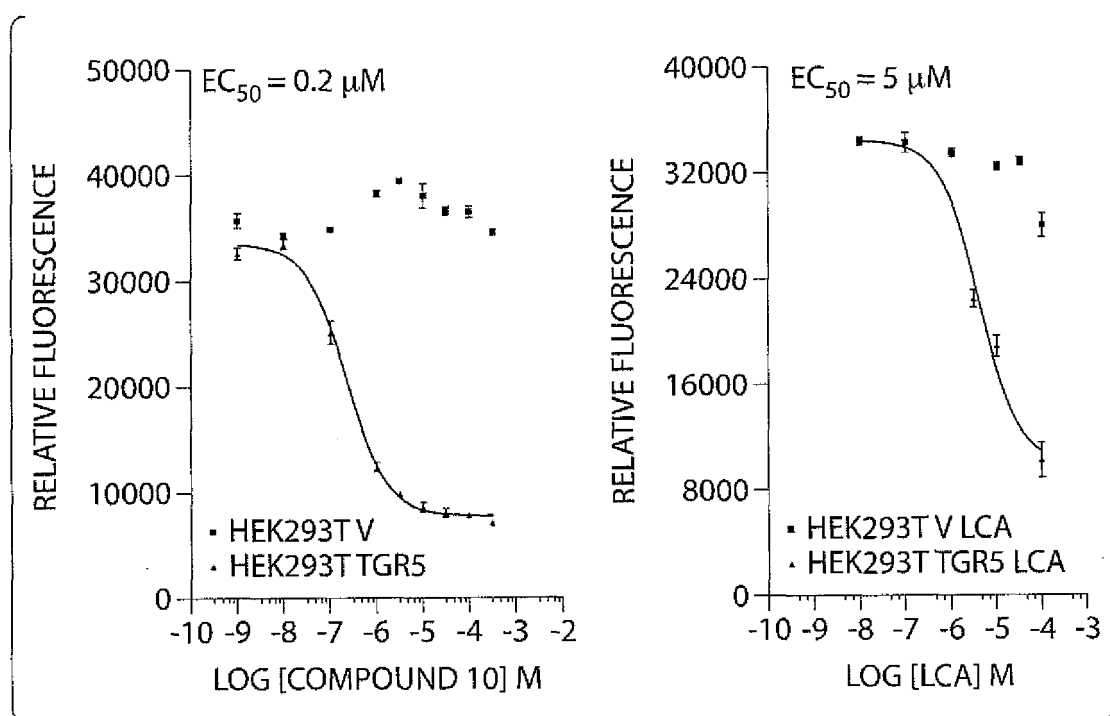 EC50 = 0.2 μM
RELATIVE FLUORESCENCE
50000
40000
30000
20000
10000
0
HEK293T V
HEK293T TGR5
-10 -9 -8 -7 -6 -5 -4 -3 -2
LOG [COMPOUND 10] M
EC50 = 5 μM
RELATIVE FLUORESCENCE
40000
32000
24000
16000
8000
0
HEK293T V LCA
HEK293T TGR5 LCA
-10 -9 -8 -7 -6 -5 -4 -3
LOG [LCA] M